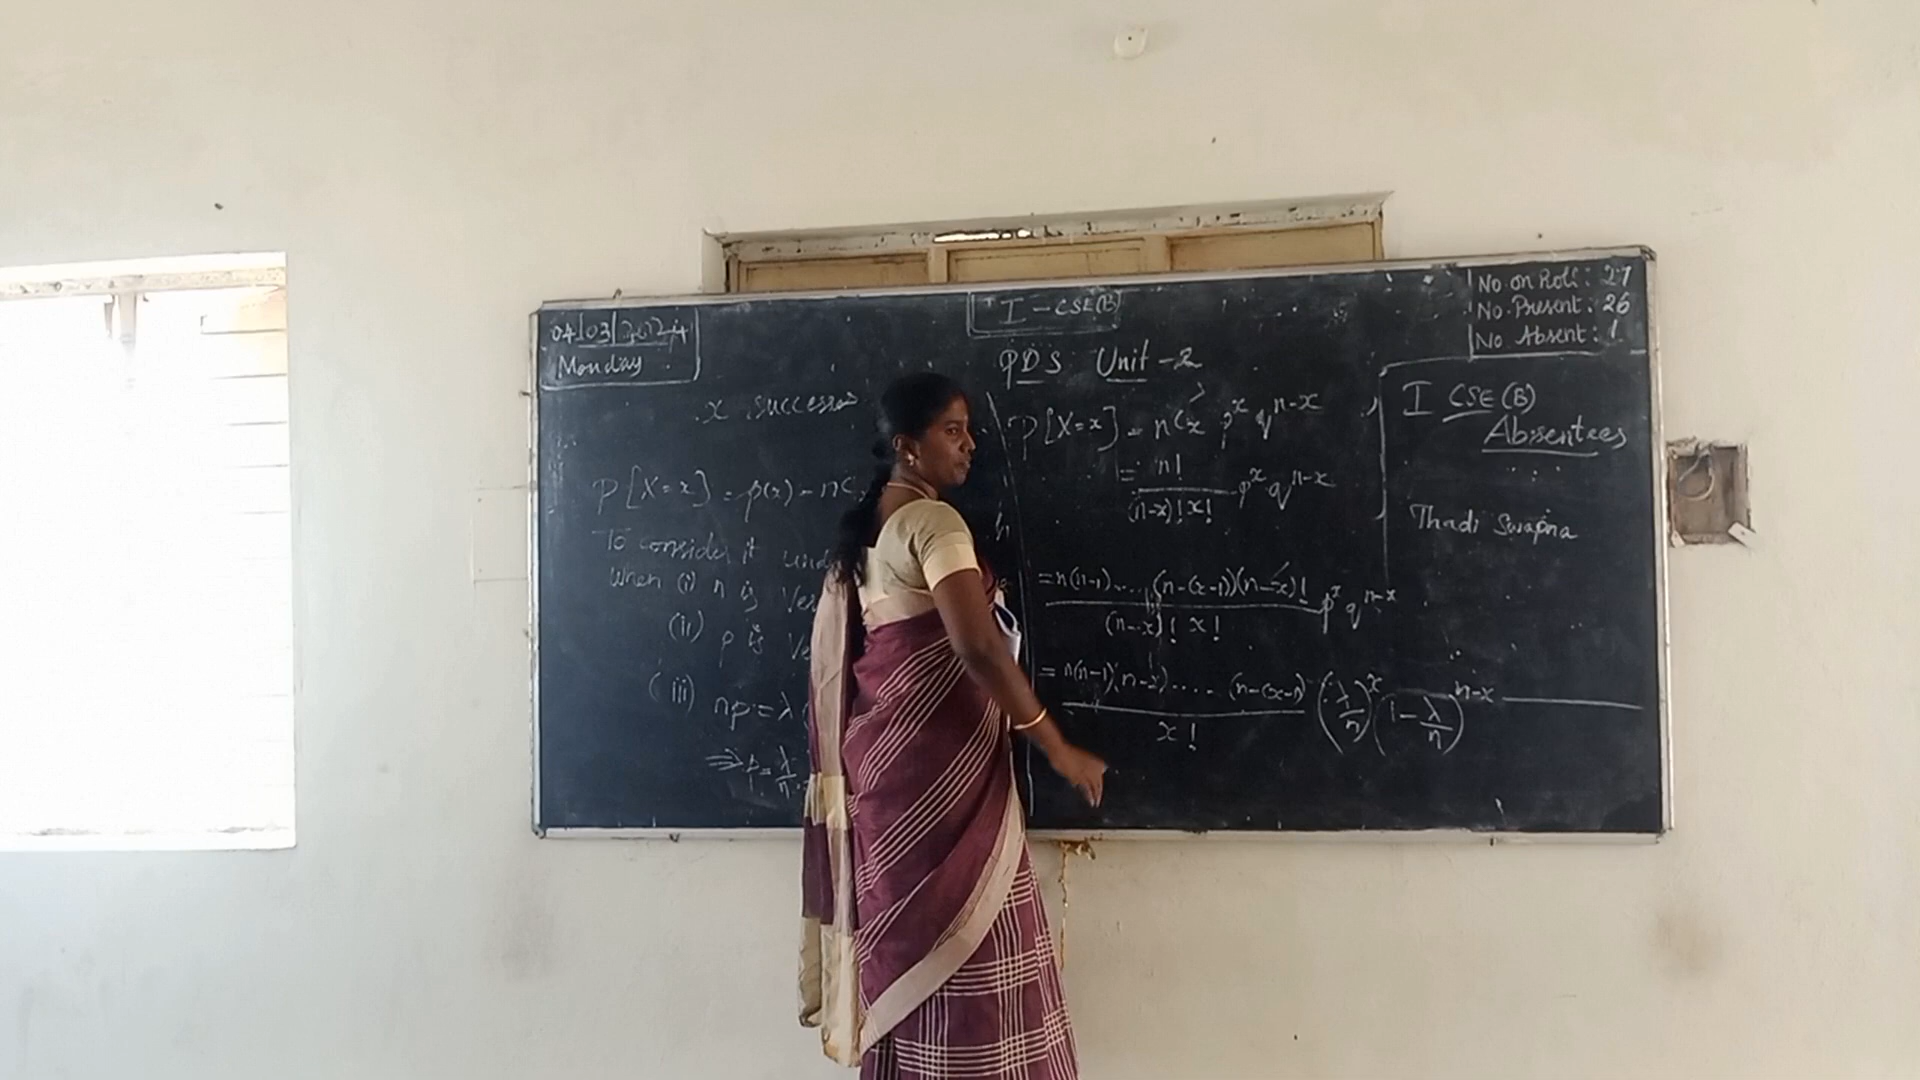 04|03|2024
Monday
I - CSE(B)
No on Roll: 27
No. Present: 26
No Absent: 1
PDS Unit - 2
x success
P[X=x] = p(x) = nC
To consider it und
When (i) n is Ver
(ii) p is Ve
(iii) np = λ
⇒ p = λ/n
P[X=x] = nCx p^x q^n-x
= n!/(n-x)! x! p^x q^n-x
= n(n-1)....(n-(x-1))(n-x)!/(n-x)! x! p^x q^n-x
= n(n-1)(n-2).... (n-(x-1))/x! (λ/n)^x (1-λ/n)^n-x
I CSE(B)
Absentees
Thadi Swapna